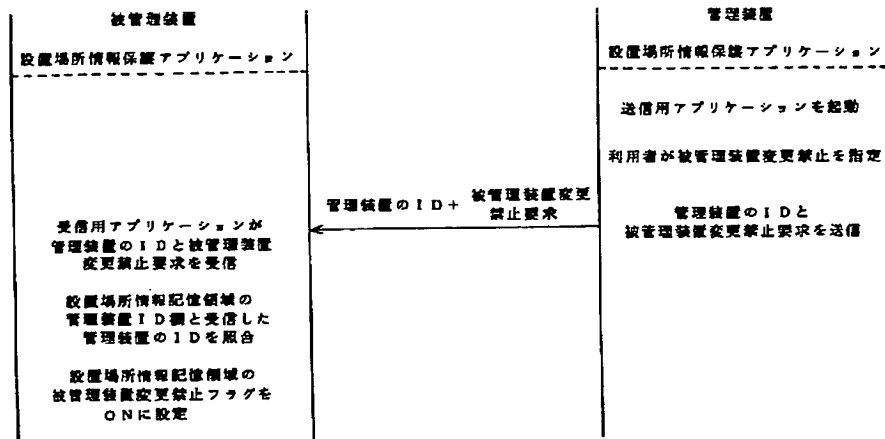 被管理装置
設置場所情報保護アプリケーション
受信用アプリケーションが
管理装置のIDと被管理装置
変更禁止要求を受信
設置場所情報記憶領域の
管理装置ID欄と受信した
管理装置のIDを照合
設置場所情報記憶領域の
被管理装置変更禁止フラグを
ONに設定
管理装置のID+ 被管理装置変更
禁止要求
管理装置
設置場所情報保護アプリケーション
送信用アプリケーションを起動
利用者が被管理装置変更禁止を指定
管理装置のIDと
被管理装置変更禁止要求を送信